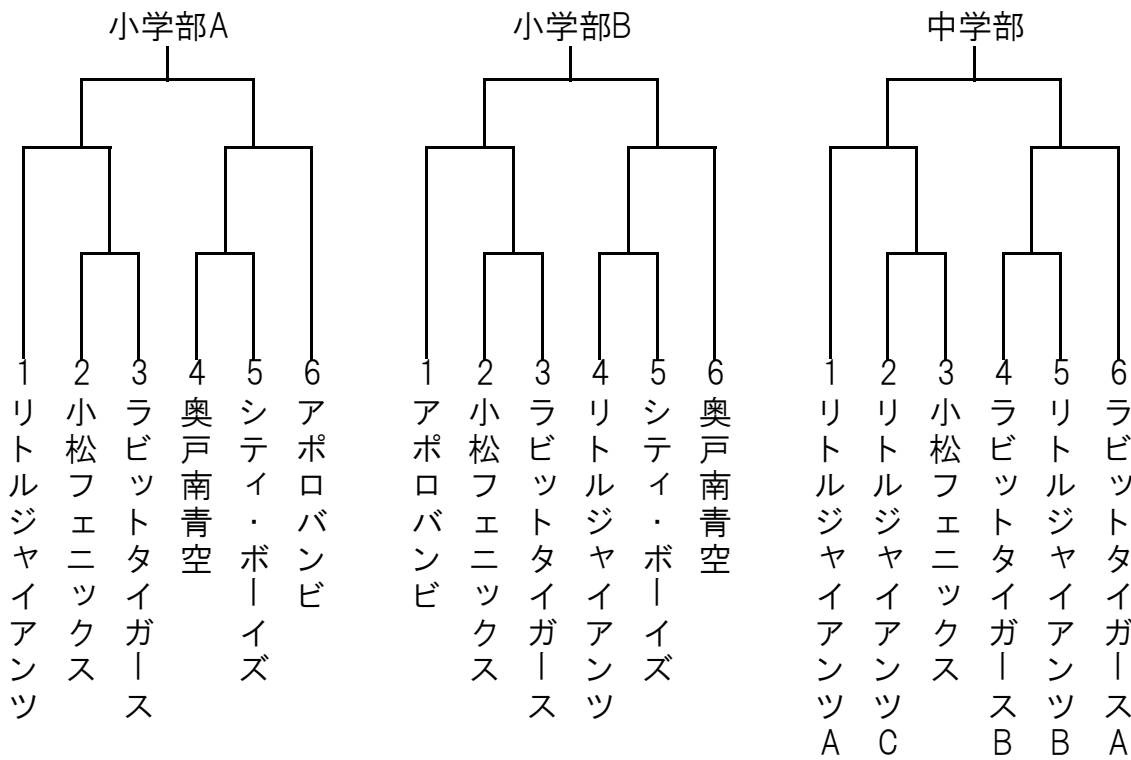 小学部A
1 リトルジャイアンツ
2 小松フェニックス
3 ラビットタイガース
4 奥戸南青空
5 シティ・ボーイズ
6 アポロバンビ
小学部B
1 アポロバンビ
2 小松フェニックス
3 ラビットタイガース
4 リトルジャイアンツ
5 シティ・ボーイズ
6 奥戸南青空
中学部
1 リトルジャイアンツA
2 リトルジャイアンツC
3 小松フェニックス
4 ラビットタイガースB
5 リトルジャイアンツB
6 ラビットタイガースA